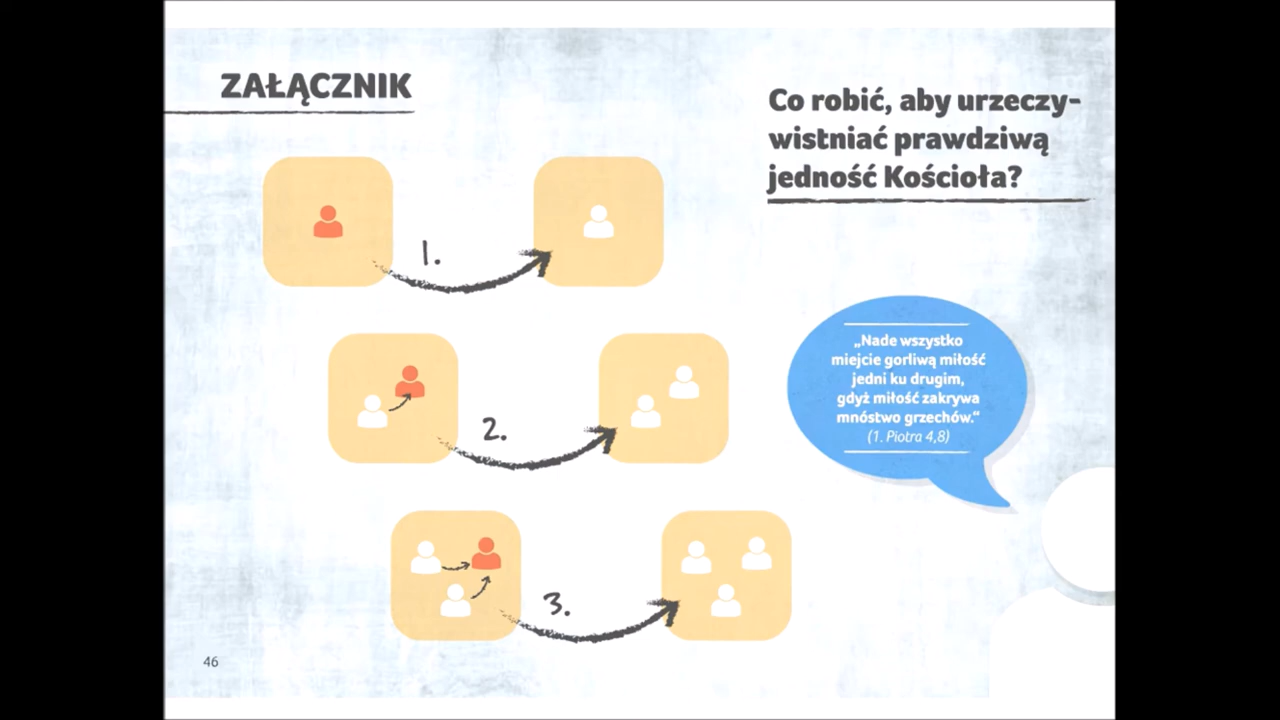 ZAŁĄCZNIK
Co robić, aby urzeczy-
wistniać prawdziwą
jedność Kościoła?
1.
2.
3.
„Nade wszystko
miejcie gorliwą miłość
jedni ku drugim,
gdyż miłość zakrywa
mnóstwo grzechów.“
(1. Piotra 4,8)
46